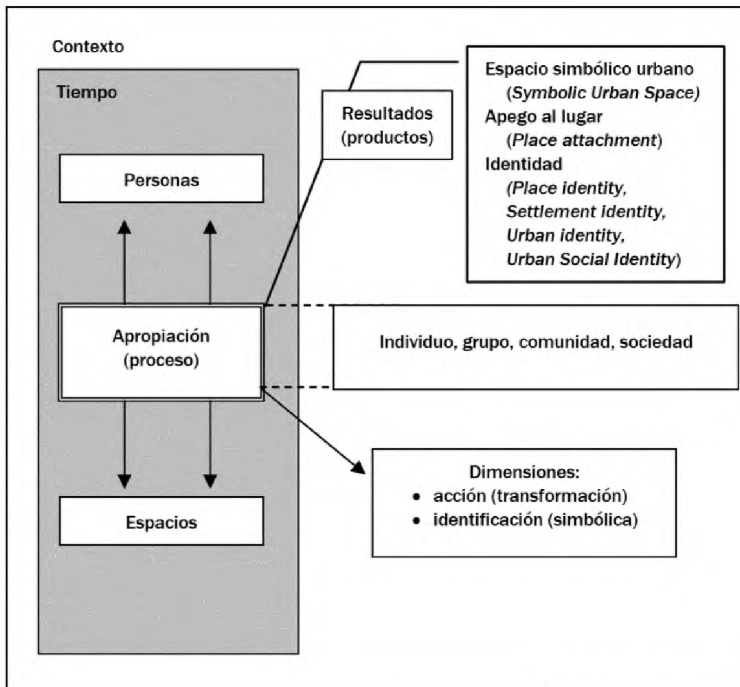 Contexto
Tiempo
Personas
Apropiación
(proceso)
Espacios
Resultados
(productos)
Espacio simbólico urbano
(Symbolic Urban Space)
Apego al lugar
(Place attachment)
Identidad
(Place identity,
Settlement identity,
Urban identity,
Urban Social Identity)
Individuo, grupo, comunidad, sociedad
Dimensiones:
• acción (transformación)
• identificación (simbólica)